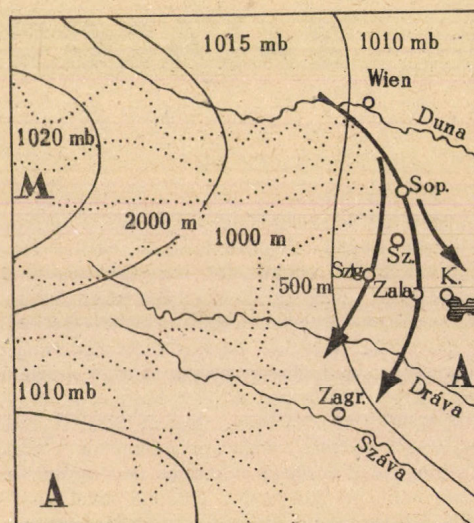 1015 mb
1010 mb
Wien
Duna
1020 mb
M
Sop.
2000 m
1000 m
Sz.
Sztg.
500 m
Zala
K.
A
1010 mb
Dráva
Zagr.
Száva
A